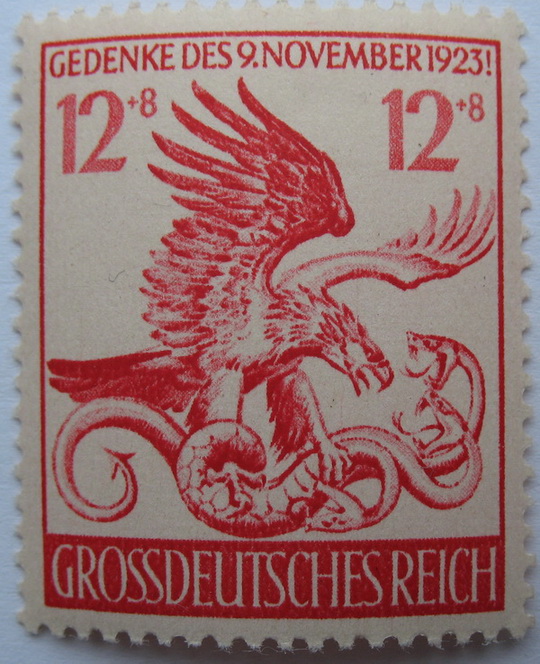 GEDENKE DES 9. NOVEMBER 1923!
12+8 12+8
GROSSDEUTSCHES REICH